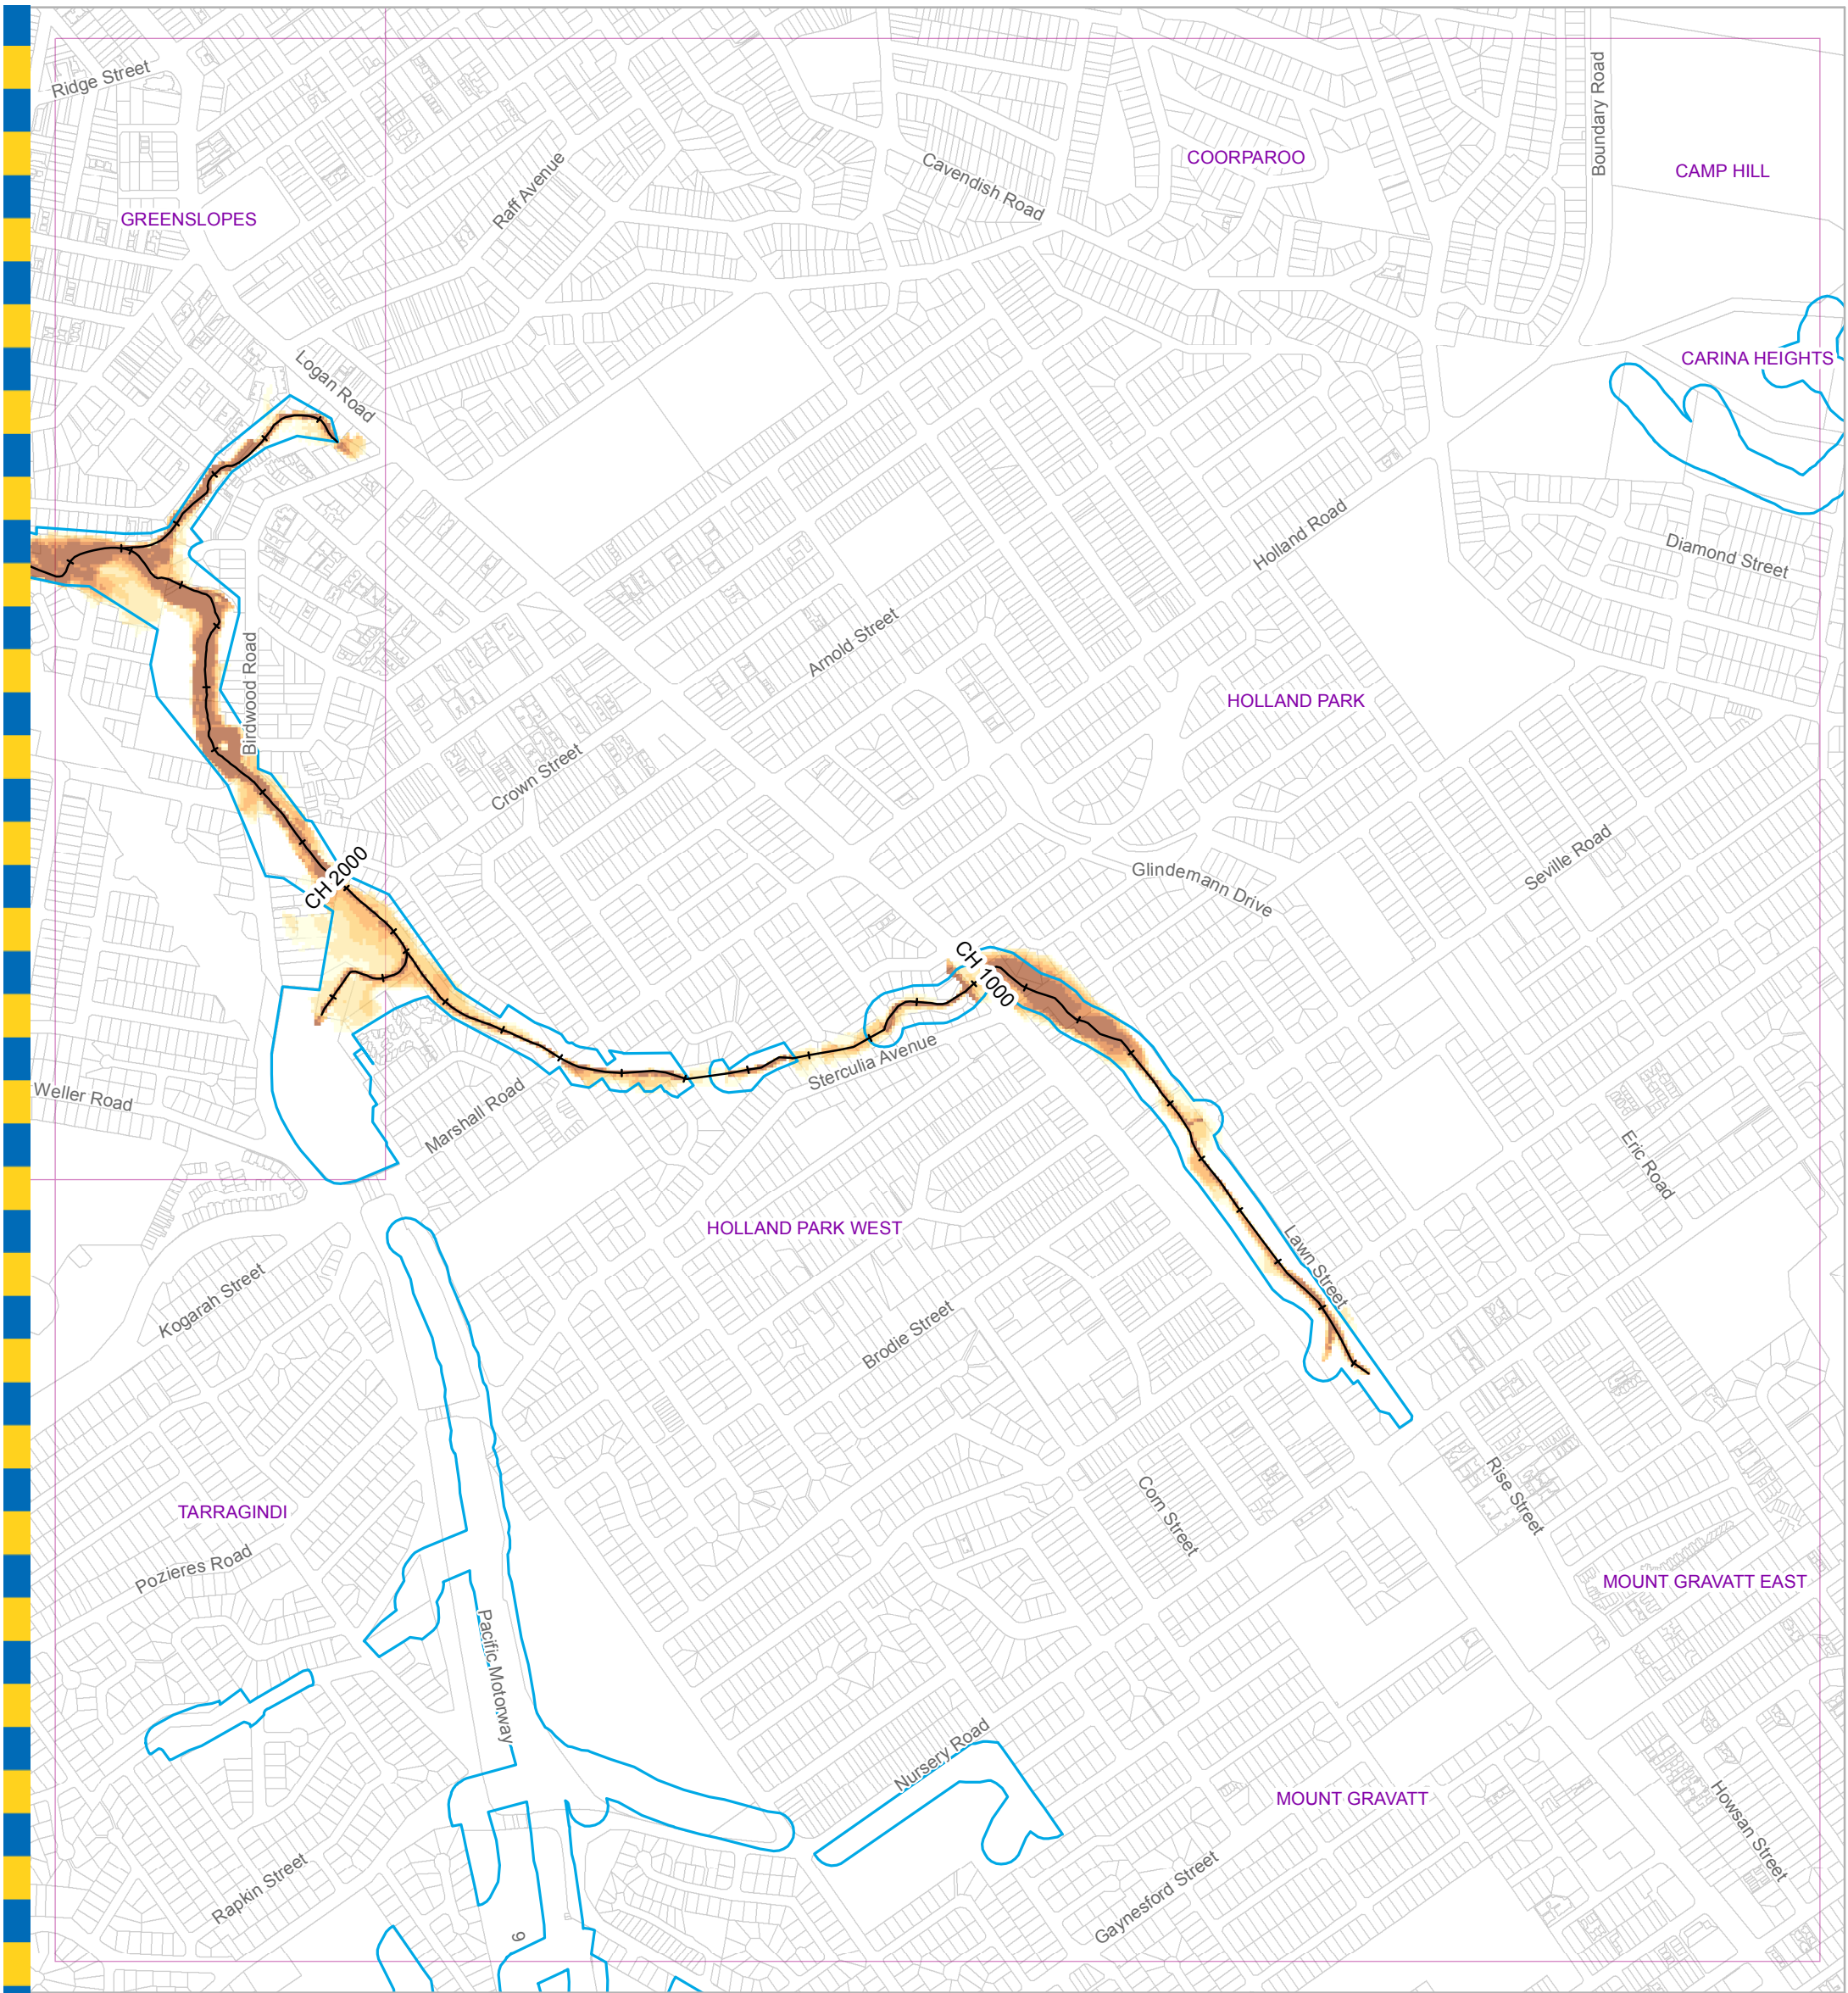 Ridge Street
Boundary Road
COORPAROO
CAMP HILL
Raff Avenue
Cavendish Road
GREENSLOPES
CARINA HEIGHTS
Logan Road
Holland Road
Diamond Street
Arnold Street
Birdwood Road
HOLLAND PARK
Crown Street
CH 2000
Glindemann Drive
Seville Road
CH 1000
Sterculia Avenue
Weller Road
Marshall Road
Eric Road
HOLLAND PARK WEST
Lawn Street
Kogarah Street
Brodie Street
Corn Street
Rise Street
TARRAGINDI
Pozieres Road
MOUNT GRAVATT EAST
Pacific Motorway
Nursery Road
MOUNT GRAVATT
Howsan Street
Rapkin Street
Gaynesford Street
9